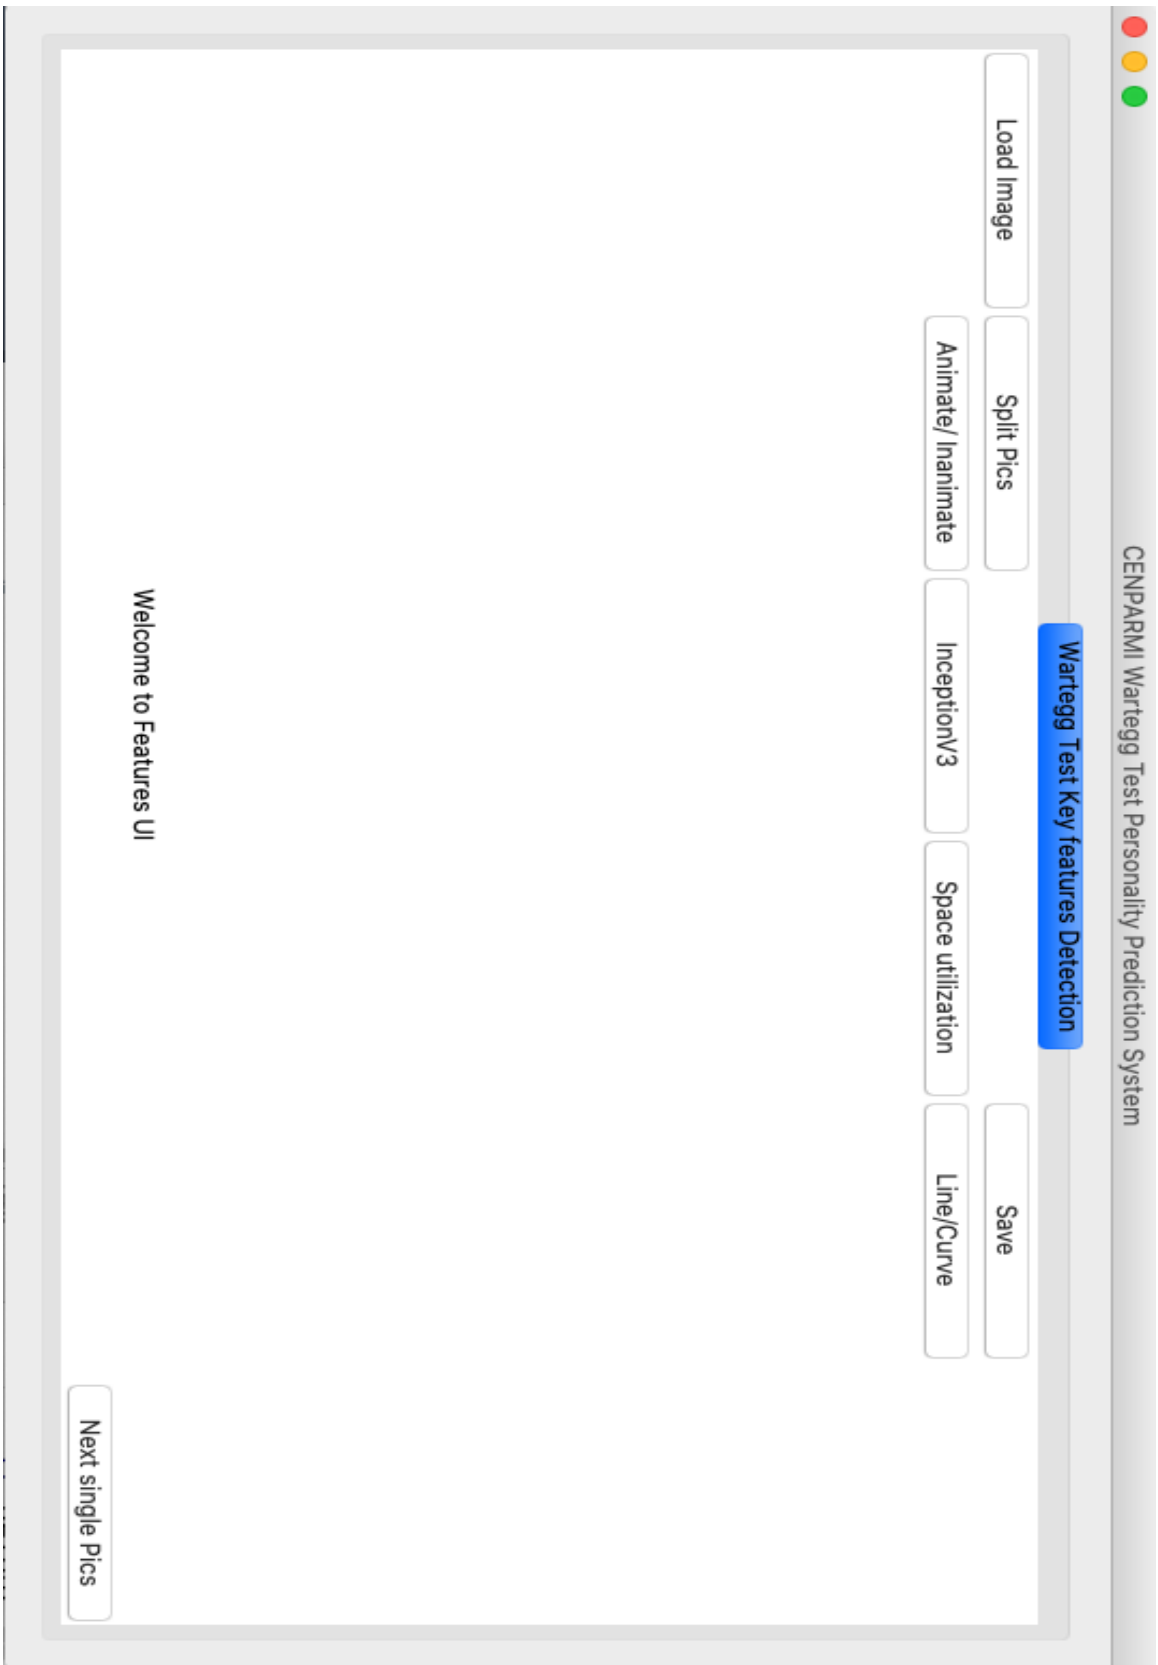 CENPARMI Wartegg Test Personality Prediction System
Wartegg Test Key features Detection
Load Image
Split Pics
Save
Animate/ Inanimate
InceptionV3
Space utilization
Line/Curve
Welcome to Features UI
Next single Pics